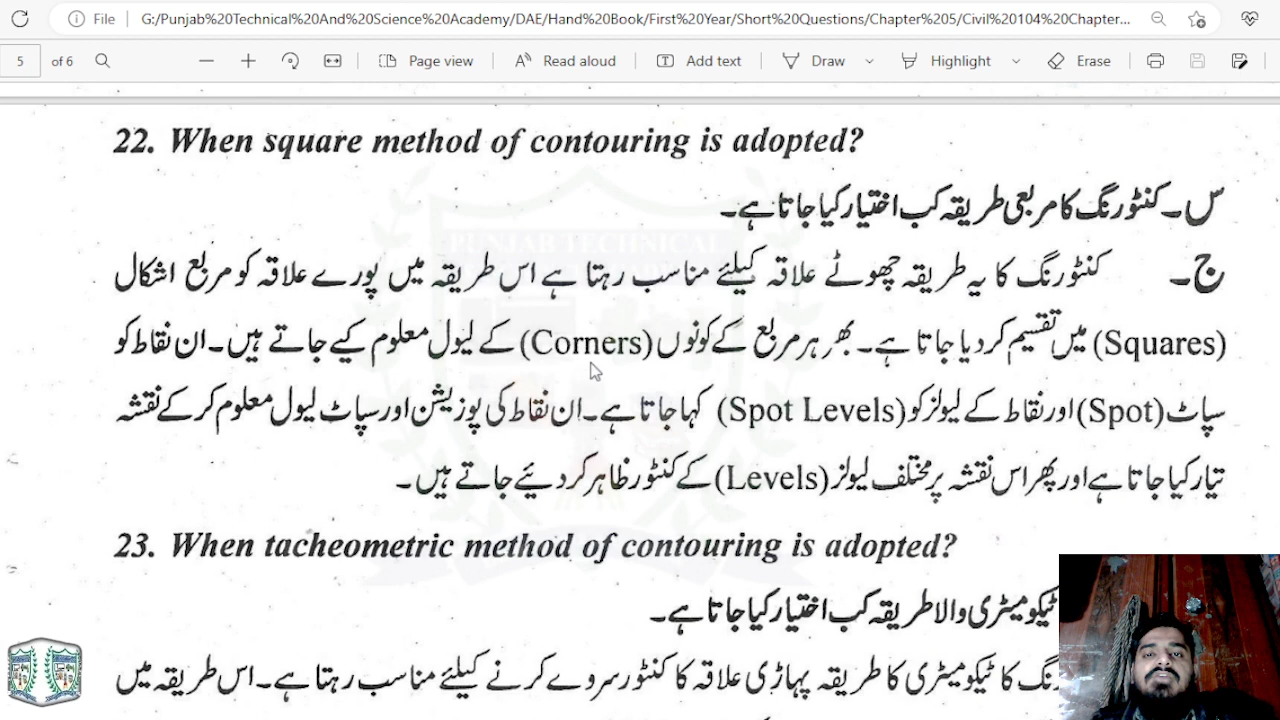 File G:/Punjab%20Technical%20And%20Science%20Academy/DAE/Hand%20Book/First%20Year/Short%20Questions/Chapter%205/Civil%20104%20Chapter...
5 of 6 Page view Read aloud Add text Draw Highlight Erase
22. When square method of contouring is adopted?
س۔ کنٹورنگ کا مربعی طریقہ کب اختیار کیا جاتا ہے۔
ج۔ کنٹورنگ کا یہ طریقہ چھوٹے علاقہ کیلئے مناسب رہتا ہے اس طریقہ میں پورے علاقہ کو مربع اشکال
(Squares) میں تقسیم کر دیا جاتا ہے۔ پھر ہر مربع کے کونوں (Corners) کے لیول معلوم کیے جاتے ہیں۔ ان نقاط کو
سپاٹ (Spot) اور نقاط کے لیولز کو (Spot Levels) کہا جاتا ہے۔ ان نقاط کی پوزیشن اور سپاٹ لیول معلوم کر کے نقشہ
تیار کیا جاتا ہے اور پھر اس نقشہ پر مختلف لیولز (Levels) کے کنٹور ظاہر کر دیئے جاتے ہیں۔
23. When tacheometric method of contouring is adopted?
ٹیکومیٹری والا طریقہ کب اختیار کیا جاتا ہے۔
رنگ کا ٹیکومیٹری کا طریقہ پہاڑی علاقہ کا کنٹور سروے کرنے کیلئے مناسب رہتا ہے۔ اس طریقہ میں